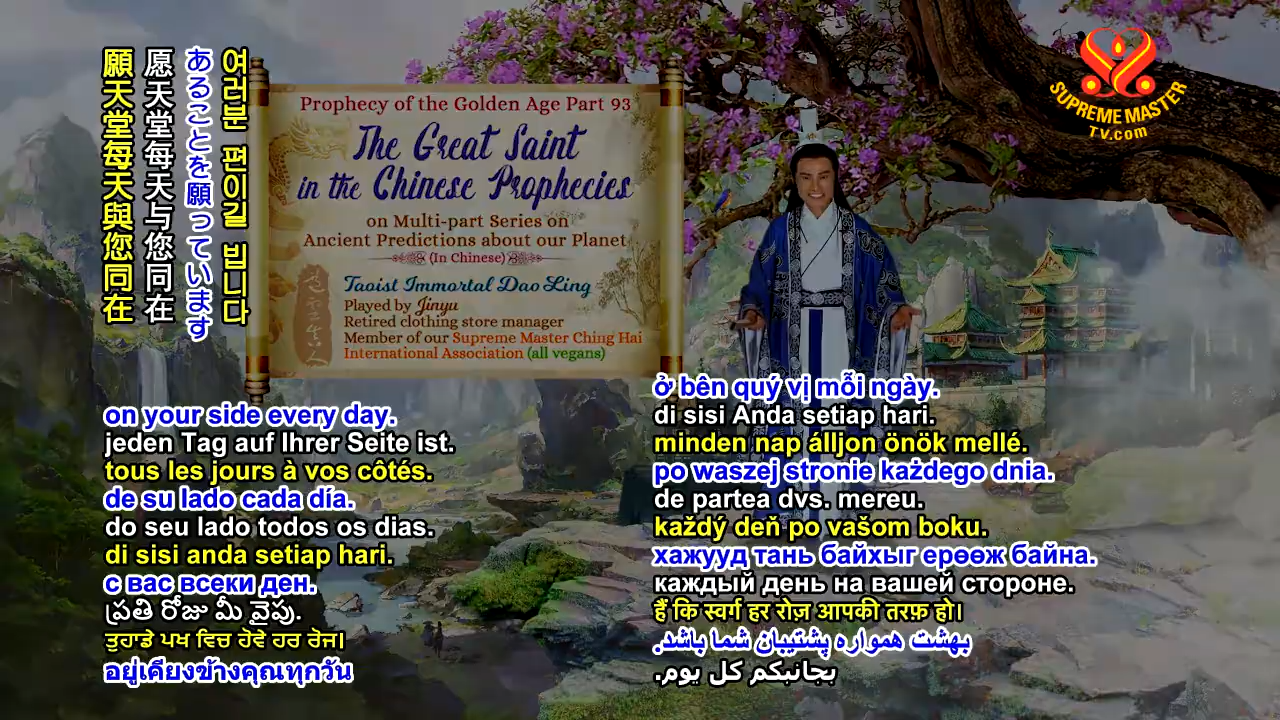 願天堂每天與您同在
愿天堂每天与您同在
あることを願っています
여러분 편이길 빕니다
Prophecy of the Golden Age Part 93
The Great Saint
in the Chinese Prophecies
on Multi-part Series on
Ancient Predictions about our Planet
(In Chinese)
Taoist Immortal Dao Ling
Played by Jinyu
Retired clothing store manager
Member of our Supreme Master Ching Hai
International Association (all vegans)
SUPREME MASTER
TV.com
on your side every day.
jeden Tag auf Ihrer Seite ist.
tous les jours à vos côtés.
de su lado cada día.
do seu lado todos os dias.
di sisi anda setiap hari.
с вас всеки ден.
ప్రతి రోజు మీ వైపు.
ਤੁਹਾਡੇ ਪਖ ਵਿਚ ਹੋਵੇ ਹਰ ਰੋਜ।
อยู่เคียงข้างคุณทุกวัน
ở bên quý vị mỗi ngày.
di sisi Anda setiap hari.
minden nap álljon önök mellé.
po waszej stronie każdego dnia.
de partea dvs. mereu.
každý deň po vašom boku.
хажууд тань байхыг ерөөж байна.
каждый день на вашей стороне.
हैं कि स्वर्ग हर रोज़ आपकी तरफ़ हो।
بهشت همواره پشتیبان شما باشد.
بجانبكم كل يوم.